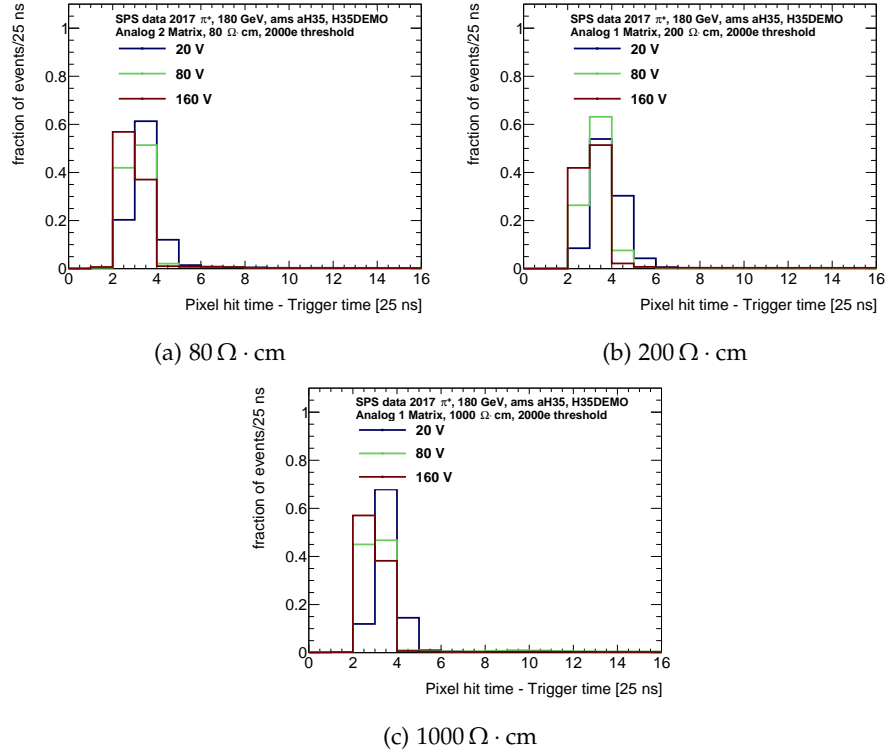 fraction of events/25 ns
SPS data 2017 π⁺, 180 GeV, ams aH35, H35DEMO
Analog 2 Matrix, 80 Ω· cm, 2000e threshold
20 V
80 V
160 V
1
0.8
0.6
0.4
0.2
0
0 2 4 6 8 10 12 14 16
Pixel hit time - Trigger time [25 ns]
(a) 80 Ω · cm
fraction of events/25 ns
SPS data 2017 π⁺, 180 GeV, ams aH35, H35DEMO
Analog 1 Matrix, 200 Ω· cm, 2000e threshold
20 V
80 V
160 V
1
0.8
0.6
0.4
0.2
0
0 2 4 6 8 10 12 14 16
Pixel hit time - Trigger time [25 ns]
(b) 200 Ω · cm
fraction of events/25 ns
SPS data 2017 π⁺, 180 GeV, ams aH35, H35DEMO
Analog 1 Matrix, 1000 Ω· cm, 2000e threshold
20 V
80 V
160 V
1
0.8
0.6
0.4
0.2
0
0 2 4 6 8 10 12 14 16
Pixel hit time - Trigger time [25 ns]
(c) 1000 Ω · cm